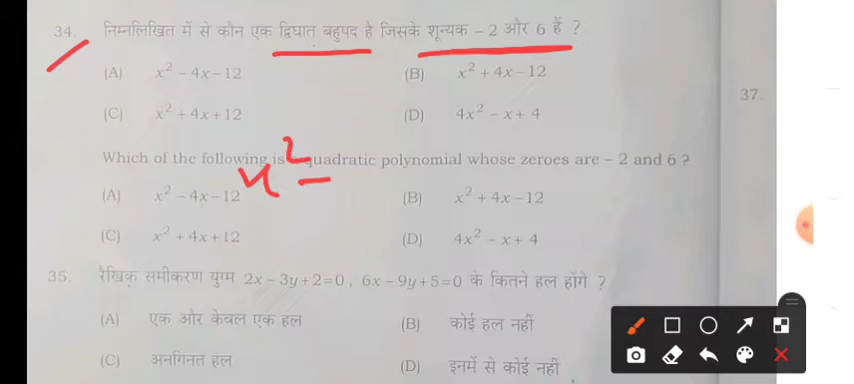 34. निम्नलिखित में से कौन एक द्विघात बहुपद है जिसके शून्यक – 2 और 6 हैं ?
(A) x² – 4x – 12 (B) x² + 4x – 12
(C) x² + 4x + 12 (D) 4x² – x + 4
37.
Which of the following is quadratic polynomial whose zeroes are – 2 and 6 ?
x² –
(A) x² – 4x – 12 (B) x² + 4x – 12
(C) x² + 4x + 12 (D) 4x² – x + 4
35. रैखिक समीकरण युग्म 2x – 3y + 2 = 0 , 6x – 9y + 5 = 0 के कितने हल होंगे ?
(A) एक और केवल एक हल (B) कोई हल नहीं
(C) अनगिनत हल (D) इनमें से कोई नहीं